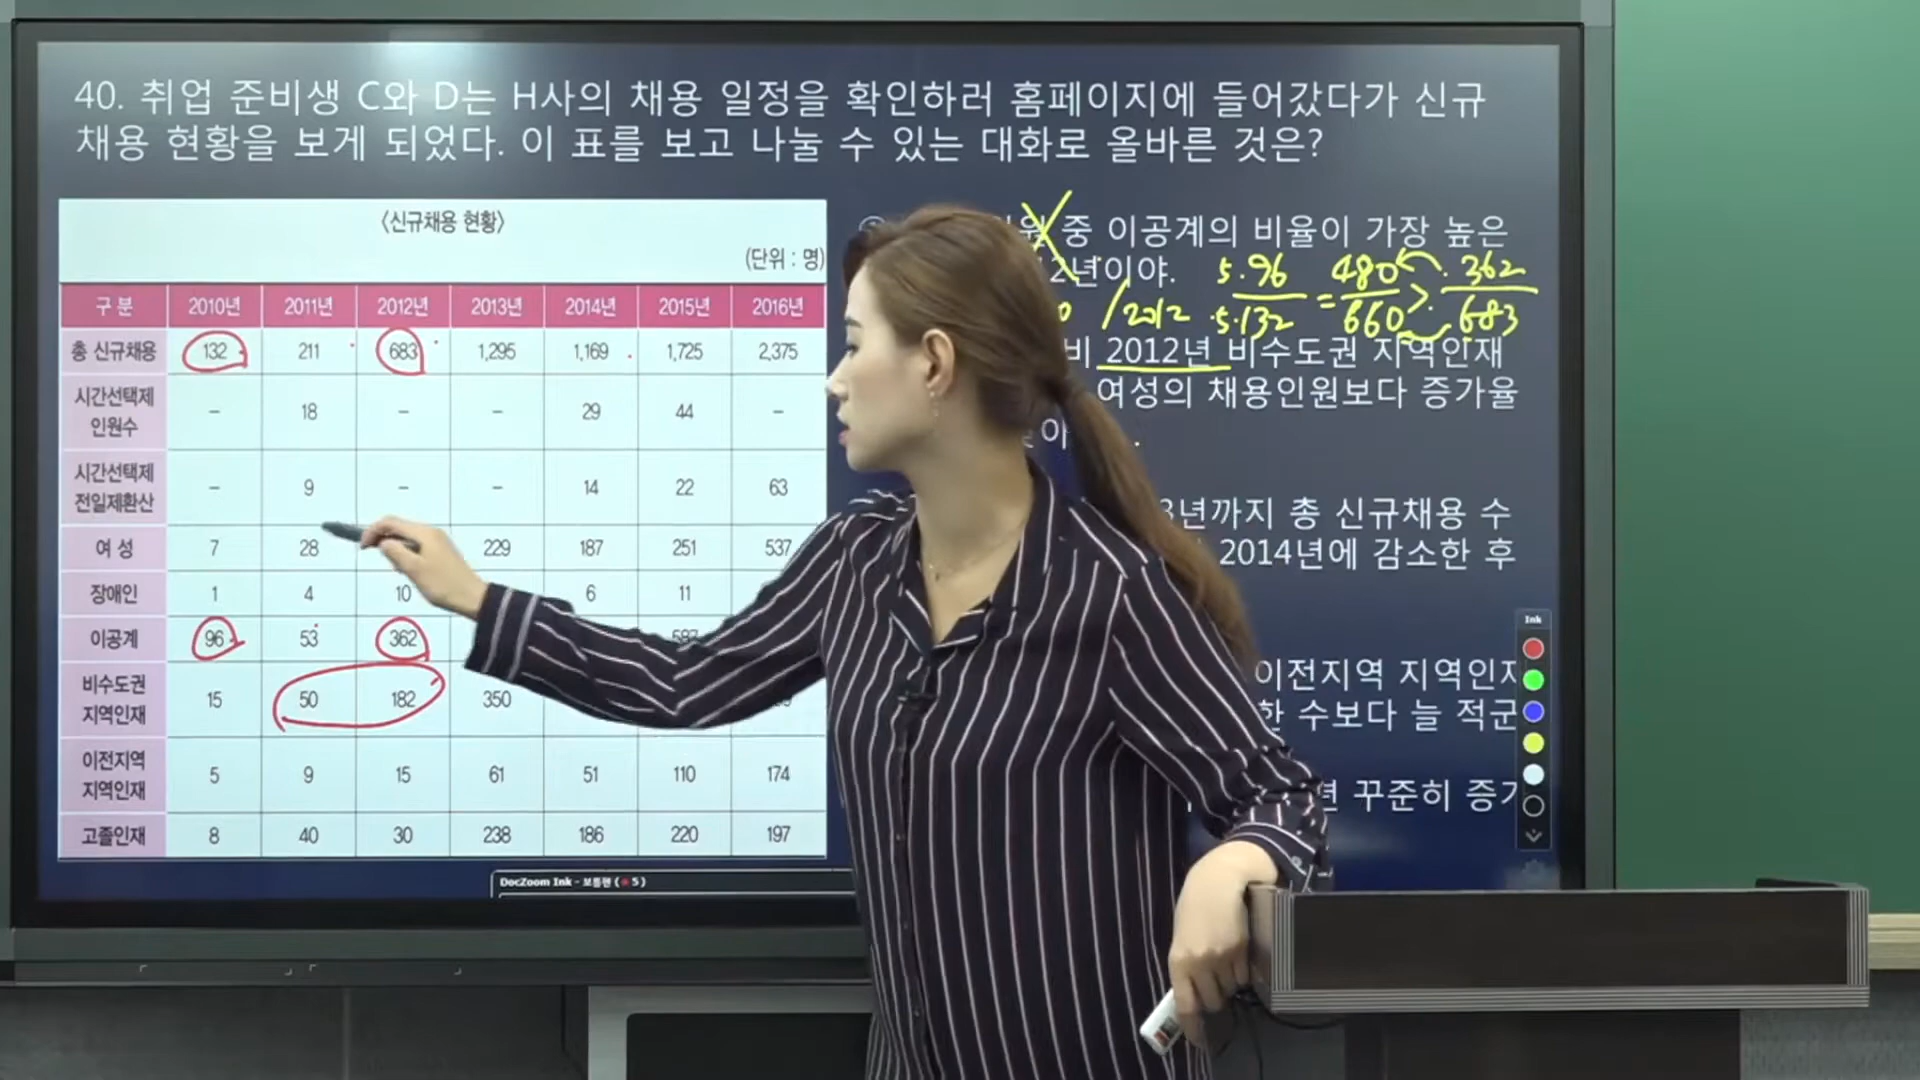 40. 취업 준비생 C와 D는 H사의 채용 일정을 확인하러 홈페이지에 들어갔다가 신규
채용 현황을 보게 되었다. 이 표를 보고 나눌 수 있는 대화로 올바른 것은?
〈신규채용 현황〉
(단위 : 명)
구 분 2010년 2011년 2012년 2013년 2014년 2015년 2016년
총 신규채용 132 211 683 1,295 1,169 1,725 2,375
시간선택제
인원수 - 18 - - 29 44 -
시간선택제
전일제환산 - 9 - - 14 22 63
여 성 7 28 229 187 251 537
장애인 1 4 10 6 11
이공계 96 53 362
비수도권
지역인재 15 50 182 350
이전지역
지역인재 5 9 15 61 51 110 174
고졸인재 8 40 30 238 186 220 197
중 이공계의 비율이 가장 높은
2년이야.
5.96 480 362
/2012 5.132 = 660 > 683
비 2012년 비수도권 지역인재
여성의 채용인원보다 증가율
아
3년까지 총 신규채용 수
2014년에 감소한 후
이전지역
한 수보다 늘 적군
년 꾸준히
Ink
DocZoom Ink - 보통펜 ( 5 )